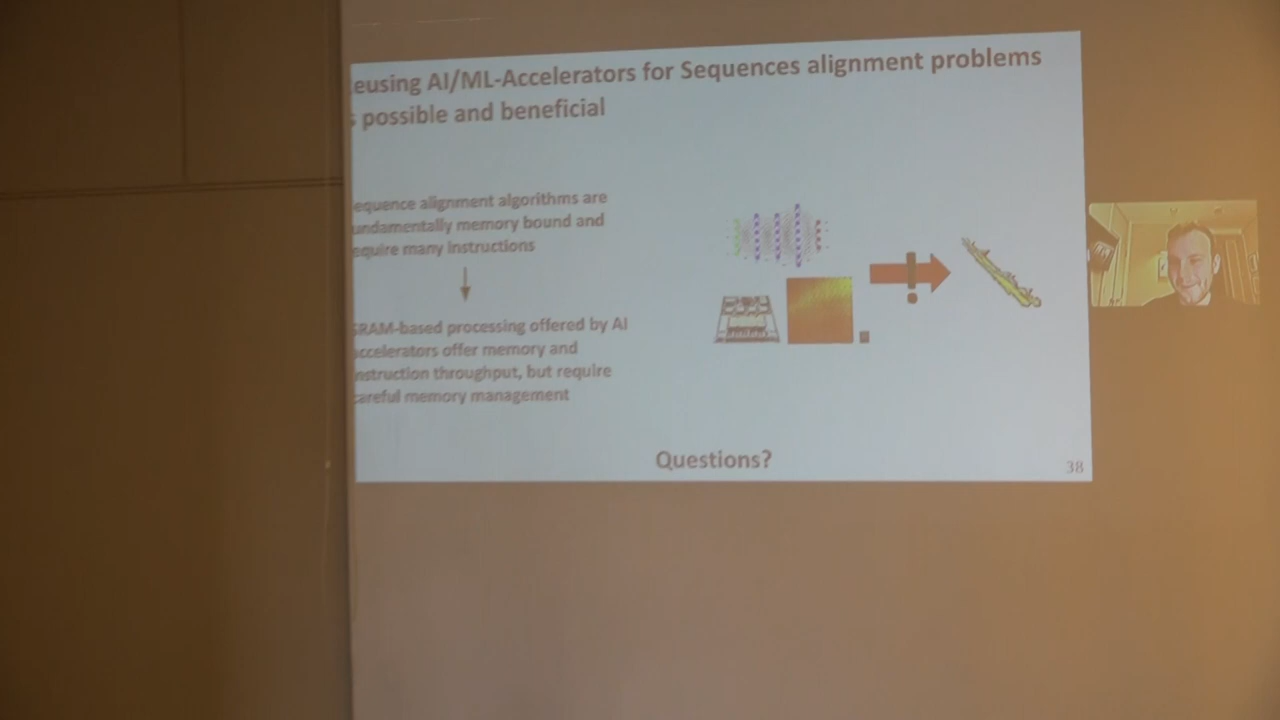 eusing AI/ML-Accelerators for Sequences alignment problems
s possible and beneficial
equence alignment algorithms are
undamentally memory bound and
equire many instructions
SRAM-based processing offered by AI
accelerators offer memory and
nstruction throughput, but require
careful memory management
Questions?
38